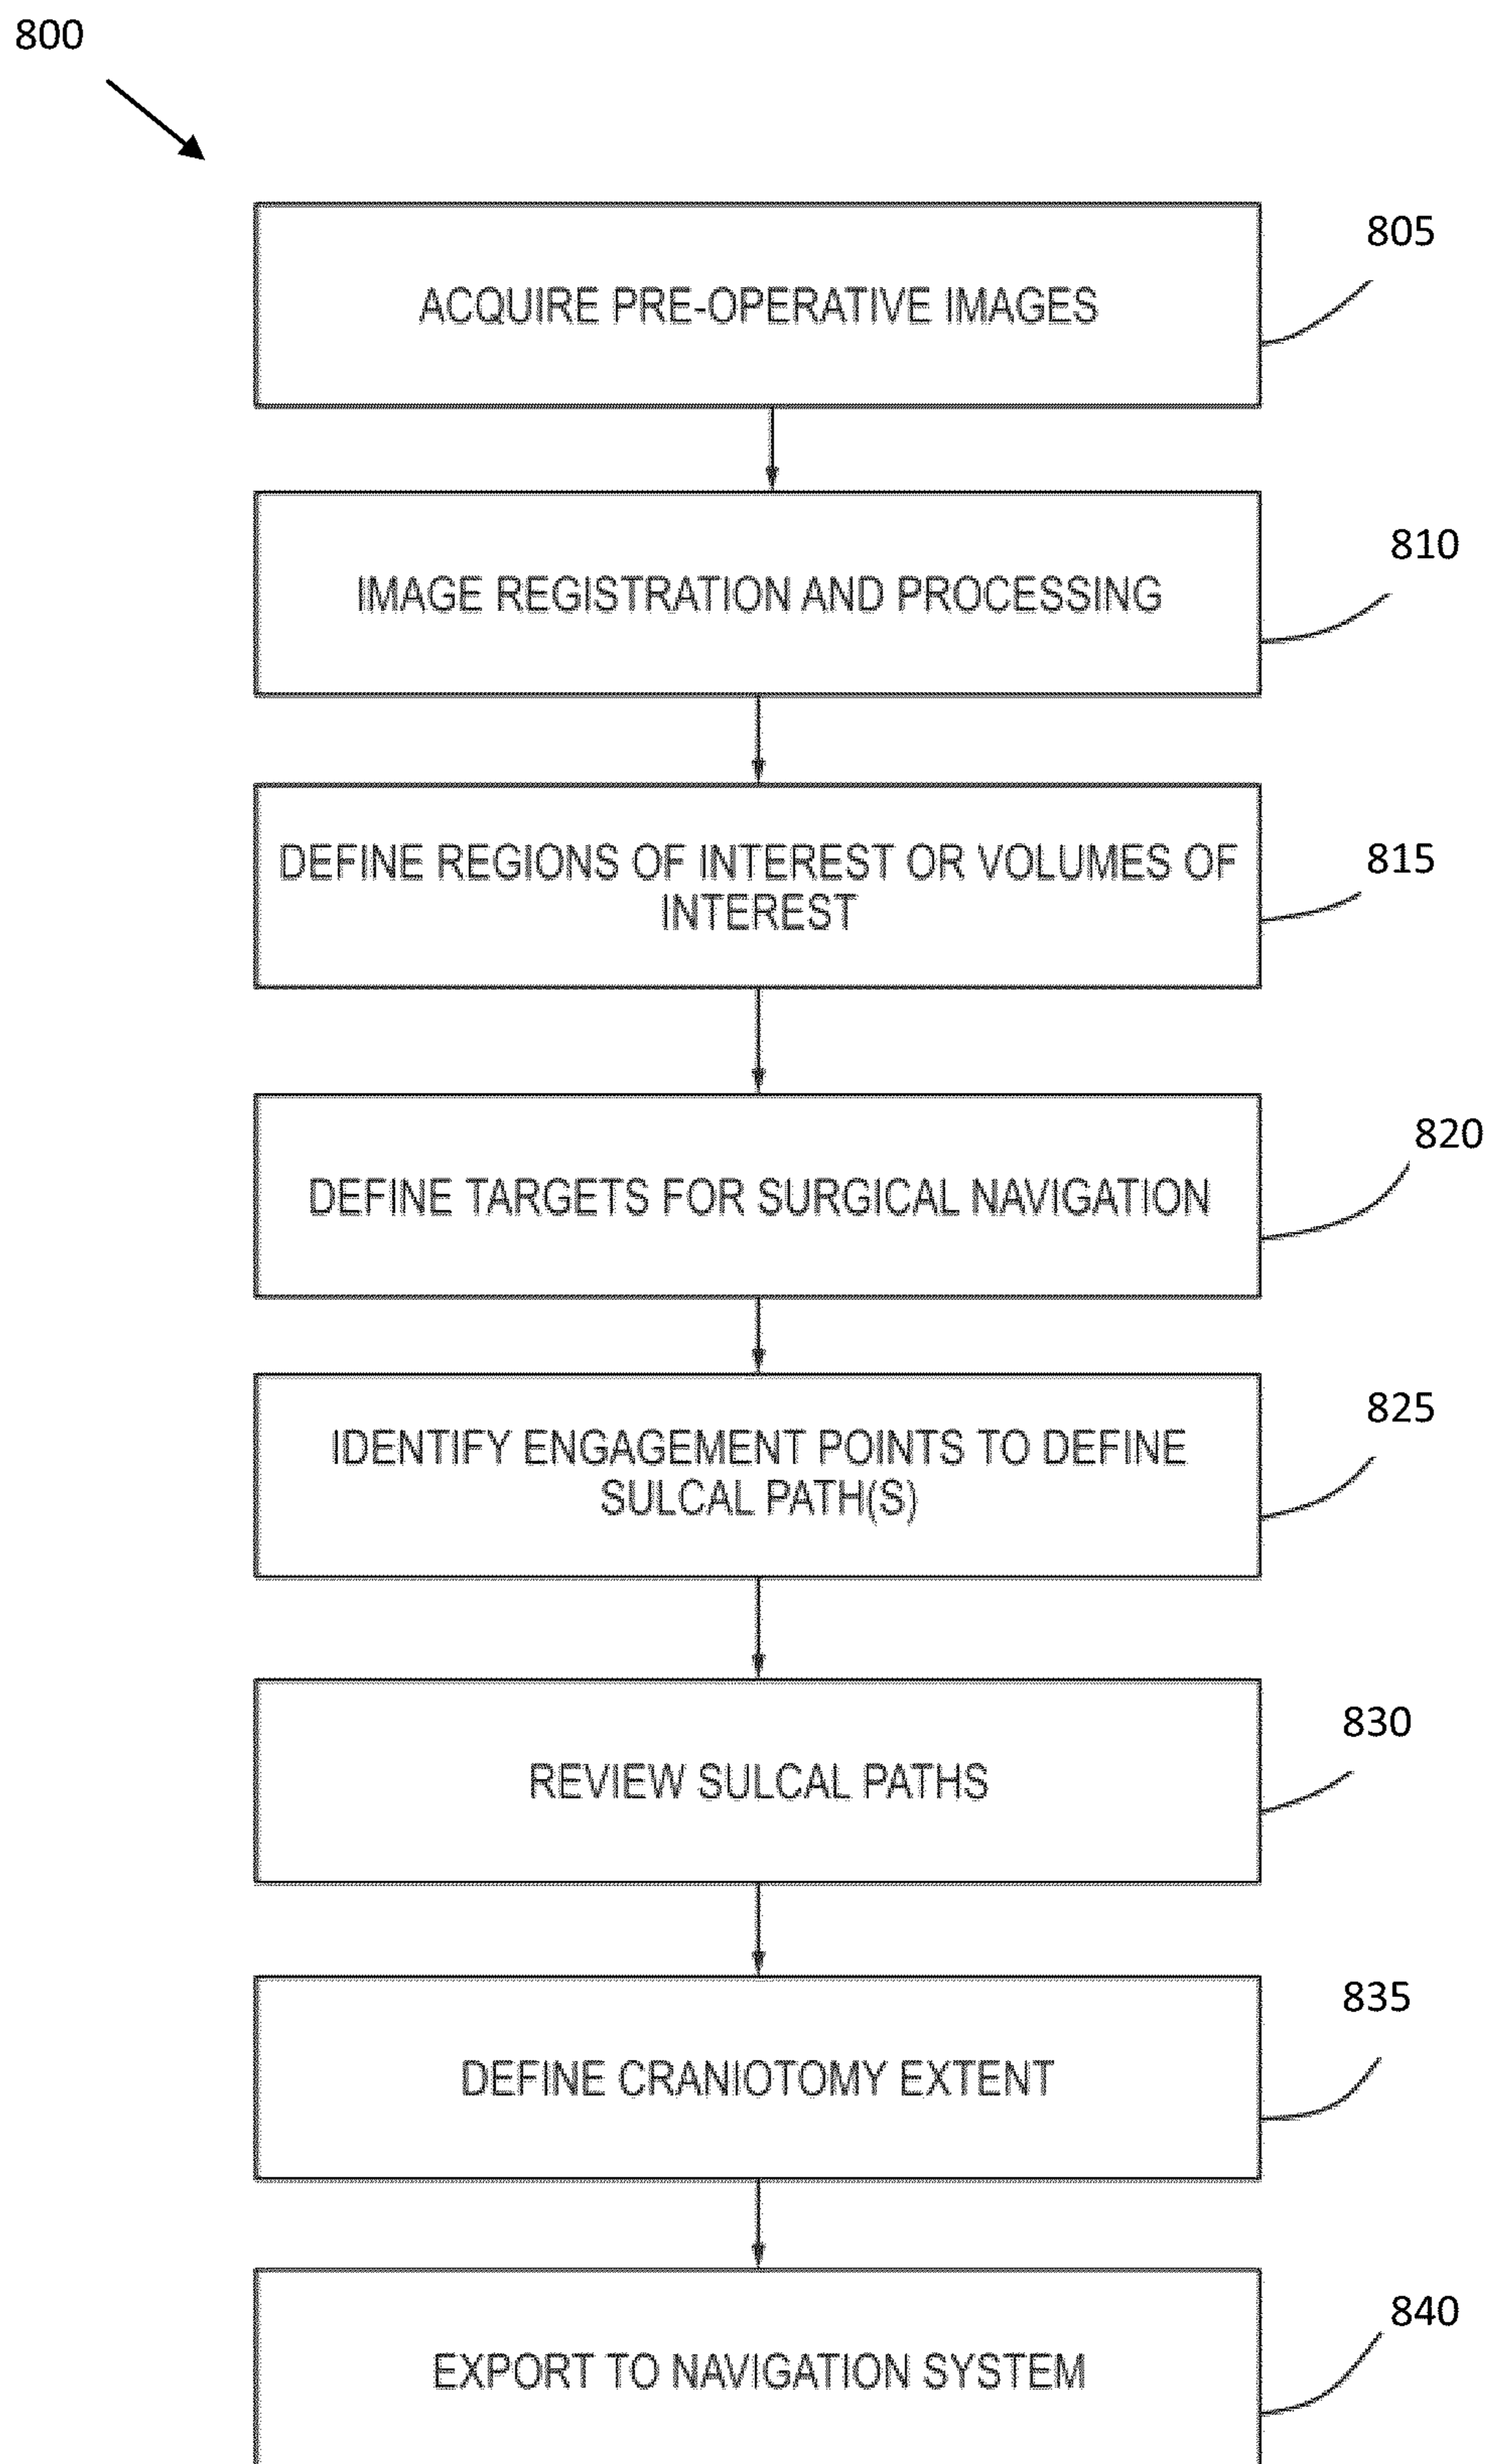 800
805
ACQUIRE PRE-OPERATIVE IMAGES
810
IMAGE REGISTRATION AND PROCESSING
815
DEFINE REGIONS OF INTEREST OR VOLUMES OF
INTEREST
820
DEFINE TARGETS FOR SURGICAL NAVIGATION
825
IDENTIFY ENGAGEMENT POINTS TO DEFINE
SULCAL PATH(S)
830
REVIEW SULCAL PATHS
835
DEFINE CRANIOTOMY EXTENT
840
EXPORT TO NAVIGATION SYSTEM